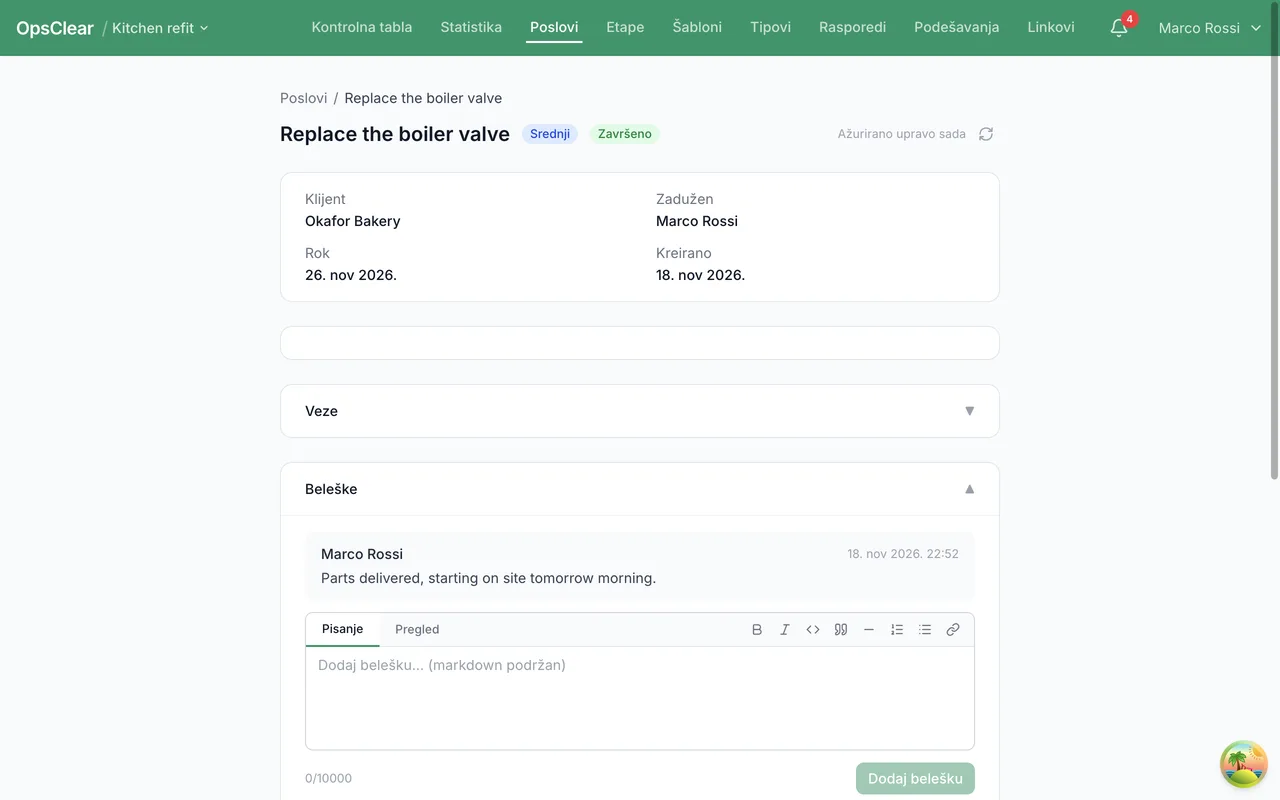 OpsClear / Kitchen refit Kontrolna tabla Statistika Poslovi Etape Šabloni Tipovi Rasporedi Podešavanja Linkovi 4 Marco Rossi
Poslovi / Replace the boiler valve
Replace the boiler valve Srednji Završeno Ažurirano upravo sada
Klijent Zadužen
Okafor Bakery Marco Rossi
Rok Kreirano
26. nov 2026. 18. nov 2026.
Veze
Beleške
Marco Rossi 18. nov 2026. 22:52
Parts delivered, starting on site tomorrow morning.
Pisanje Pregled
Dodaj belešku... (markdown podržan)
0/10000 Dodaj belešku